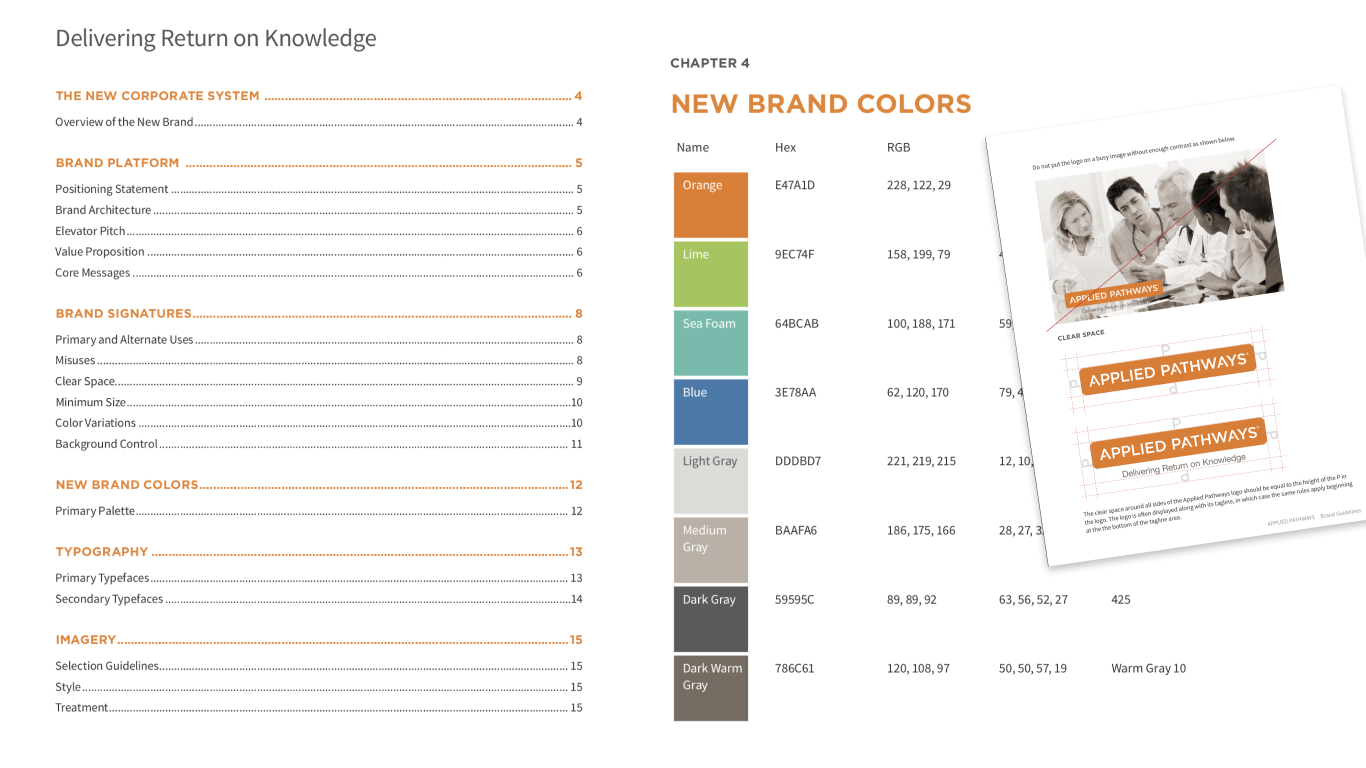 Delivering Return on Knowledge
THE NEW CORPORATE SYSTEM ........ 4
Overview of the New Brand ........ 4
BRAND PLATFORM ........ 5
Positioning Statement ........ 5
Brand Architecture ........ 5
Elevator Pitch ........ 6
Value Proposition ........ 6
Core Messages ........ 6
BRAND SIGNATURES ........ 8
Primary and Alternate Uses ........ 8
Misuses ........ 8
Clear Space ........ 9
Minimum Size ........ 10
Color Variations ........ 10
Background Control ........ 11
NEW BRAND COLORS ........ 12
Primary Palette ........ 12
TYPOGRAPHY ........ 13
Primary Typefaces ........ 13
Secondary Typefaces ........ 14
IMAGERY ........ 15
Selection Guidelines ........ 15
Style ........ 15
Treatment ........ 15
CHAPTER 4
NEW BRAND COLORS
Name Hex RGB
Orange E47A1D 228, 122, 29
Lime 9EC74F 158, 199, 79
Sea Foam 64BCAB 100, 188, 171 59,
Blue 3E78AA 62, 120, 170 79, 4
Light Gray DDDBD7 221, 219, 215 12, 10,
Medium Gray BAAFA6 186, 175, 166 28, 27,
Dark Gray 59595C 89, 89, 92 63, 56, 52, 27 425
Dark Warm Gray 786C61 120, 108, 97 50, 50, 57, 19 Warm Gray 10
Do not put the logo on a busy image without enough contrast as shown below.
APPLIED PATHWAYS
Delivering Return on
CLEAR SPACE
APPLIED PATHWAYS
APPLIED PATHWAYS
Delivering Return on Knowledge
The clear space around all sides of the Applied Pathways logo should be equal to the height of the P in
the logo. The logo is often displayed along with its tagline, in which case the same rules apply beginning
at the the bottom of the tagline area.
APPLIED PATHWAYS Brand Guidelines